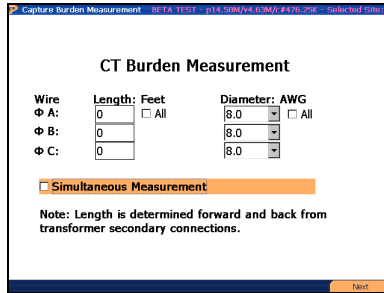 Capture Burden Measurement BETA TEST - p14.58M/v4.63M/c#476.25K - Selected Site:
CT Burden Measurement
Wire Length: Feet Diameter: AWG
Φ A: 0 All 8.0 All
Φ B: 0 8.0
Φ C: 0 8.0
Simultaneous Measurement
Note: Length is determined forward and back from
transformer secondary connections.
Next